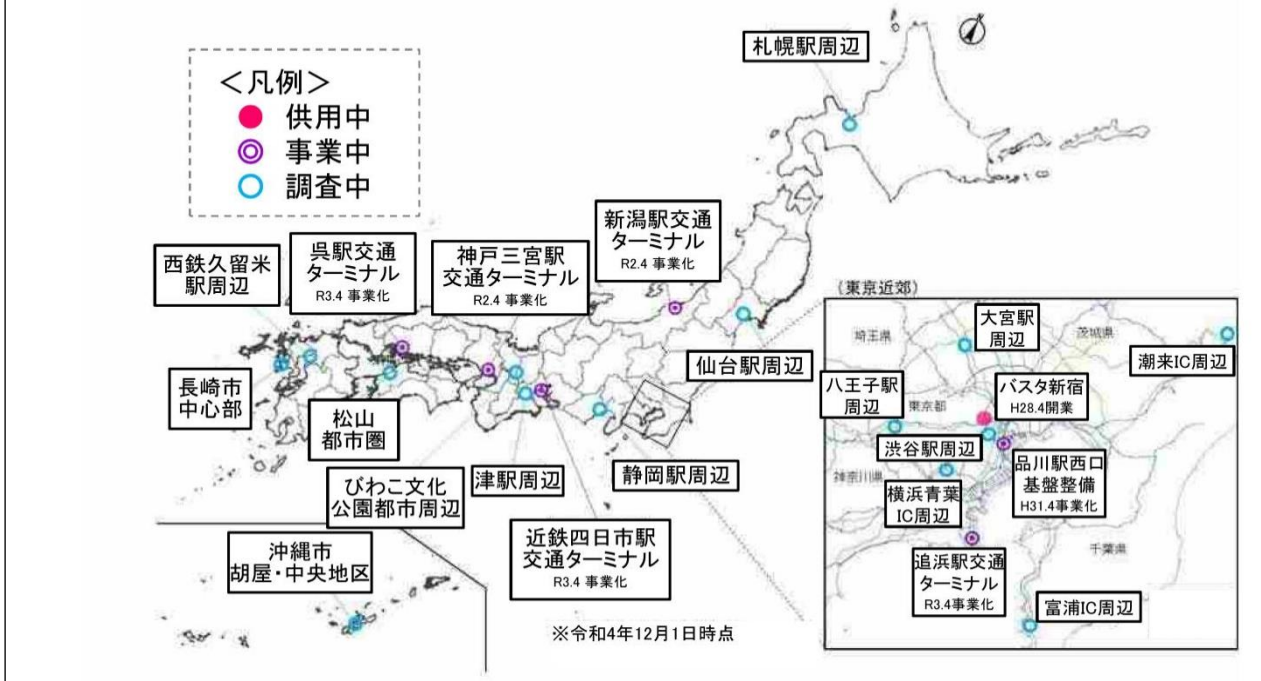 ＜凡例＞
供用中
事業中
調査中
札幌駅周辺
新潟駅交通
ターミナル
R2.4 事業化
神戸三宮駅
交通ターミナル
R2.4 事業化
呉駅交通
ターミナル
R3.4 事業化
西鉄久留米
駅周辺
長崎市
中心部
松山
都市圏
びわこ文化
公園都市周辺
津駅周辺
近鉄四日市駅
交通ターミナル
R3.4 事業化
静岡駅周辺
仙台駅周辺
沖縄市
胡屋・中央地区
※令和4年12月1日時点
（東京近郊）
埼玉県
大宮駅
周辺
茨城県
潮来IC周辺
八王子駅
周辺
東京都
バスタ新宿
H28.4開業
渋谷駅周辺
神奈川県
横浜青葉
IC周辺
品川駅西口
基盤整備
H31.4事業化
追浜駅交通
ターミナル
R3.4事業化
千葉県
富浦IC周辺